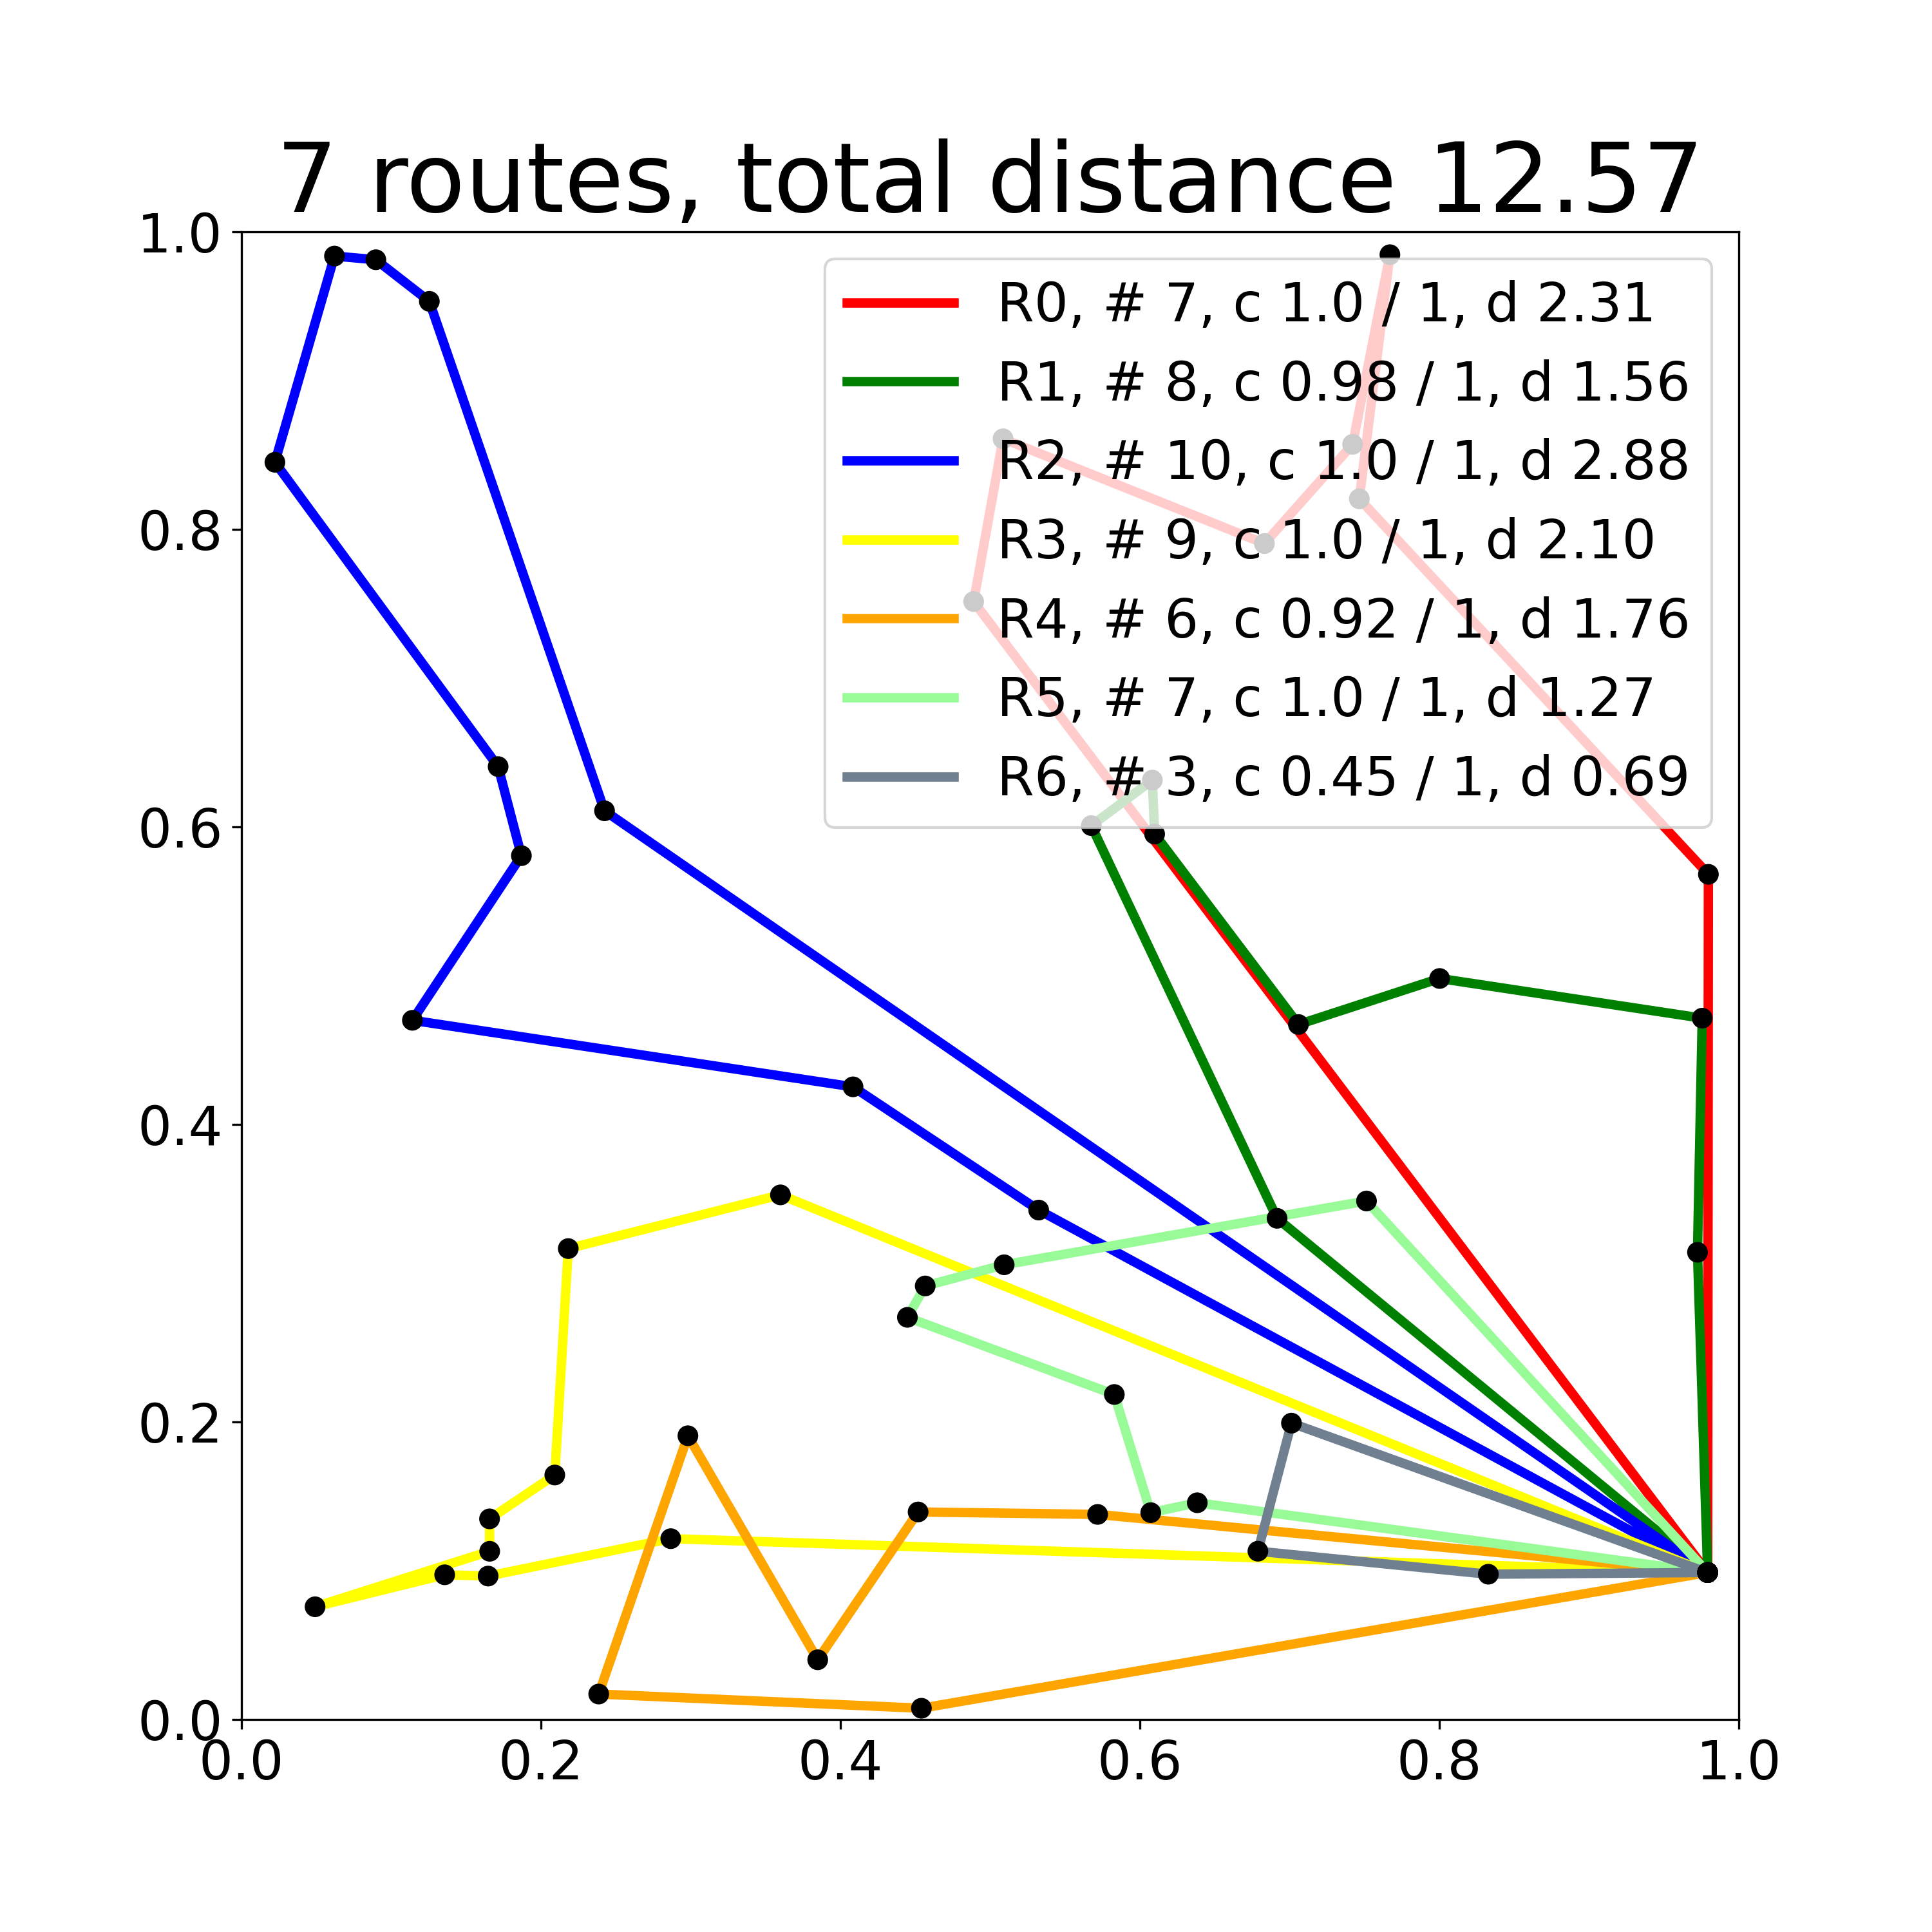 7 routes, total distance 12.57
1.0
0.8
0.6
0.4
0.2
0.0
R0, # 7, c 1.0 / 1, d 2.31
R1, # 8, c 0.98 / 1, d 1.56
R2, # 10, c 1.0 / 1, d 2.88
R3, # 9, c 1.0 / 1, d 2.10
R4, # 6, c 0.92 / 1, d 1.76
R5, # 7, c 1.0 / 1, d 1.27
R6, # 3, c 0.45 / 1, d 0.69
0.0 0.2 0.4 0.6 0.8 1.0